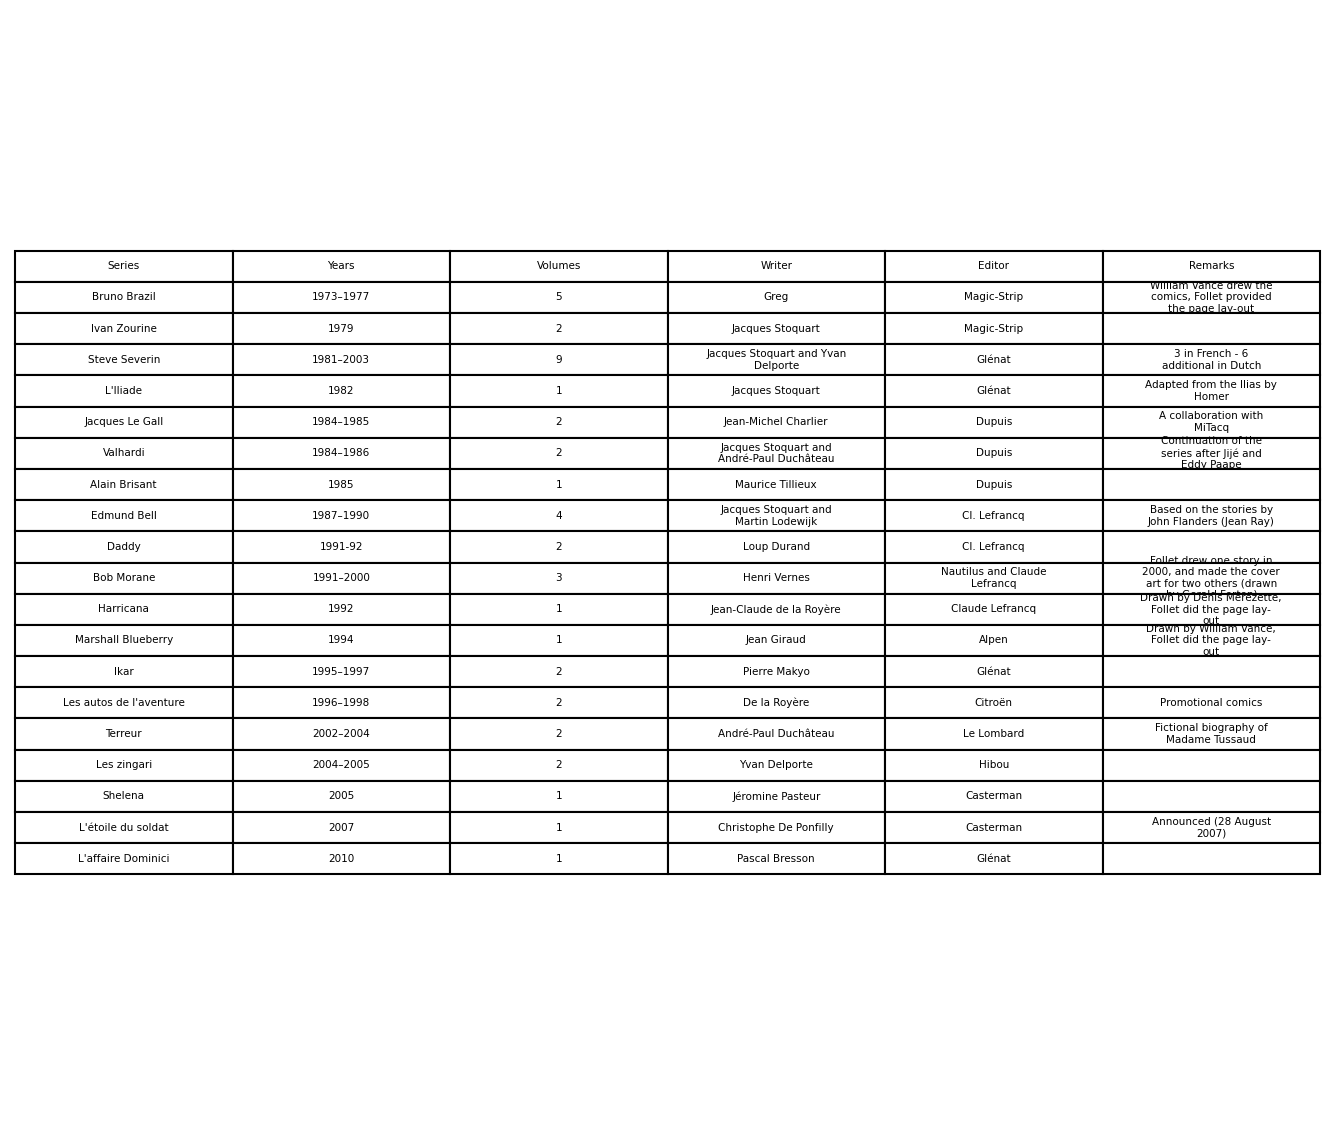 Series Years Volumes Writer Editor Remarks
Bruno Brazil 1973–1977 5 Greg Magic-Strip William Vance drew the
comics, Follet provided
the page lay-out
Ivan Zourine 1979 2 Jacques Stoquart Magic-Strip
Steve Severin 1981–2003 9 Jacques Stoquart and Yvan
Delporte Glénat 3 in French - 6
additional in Dutch
L'Iliade 1982 1 Jacques Stoquart Glénat Adapted from the Ilias by
Homer
Jacques Le Gall 1984–1985 2 Jean-Michel Charlier Dupuis A collaboration with
MiTacq
Valhardi 1984–1986 2 Jacques Stoquart and
André-Paul Duchâteau Dupuis Continuation of the
series after Jijé and
Eddy Paape
Alain Brisant 1985 1 Maurice Tillieux Dupuis
Edmund Bell 1987–1990 4 Jacques Stoquart and
Martin Lodewijk Cl. Lefrancq Based on the stories by
John Flanders (Jean Ray)
Daddy 1991-92 2 Loup Durand Cl. Lefrancq
Bob Morane 1991–2000 3 Henri Vernes Nautilus and Claude
Lefrancq Follet drew one story in
2000, and made the cover
art for two others (drawn
by Gerald Forton)
Harricana 1992 1 Jean-Claude de la Royère Claude Lefrancq Drawn by Denis Mérezette,
Follet did the page lay-
out
Marshall Blueberry 1994 1 Jean Giraud Alpen Drawn by William Vance,
Follet did the page lay-
out
Ikar 1995–1997 2 Pierre Makyo Glénat
Les autos de l'aventure 1996–1998 2 De la Royère Citroën Promotional comics
Terreur 2002–2004 2 André-Paul Duchâteau Le Lombard Fictional biography of
Madame Tussaud
Les zingari 2004–2005 2 Yvan Delporte Hibou
Shelena 2005 1 Jéromine Pasteur Casterman
L'étoile du soldat 2007 1 Christophe De Ponfilly Casterman Announced (28 August
2007)
L'affaire Dominici 2010 1 Pascal Bresson Glénat